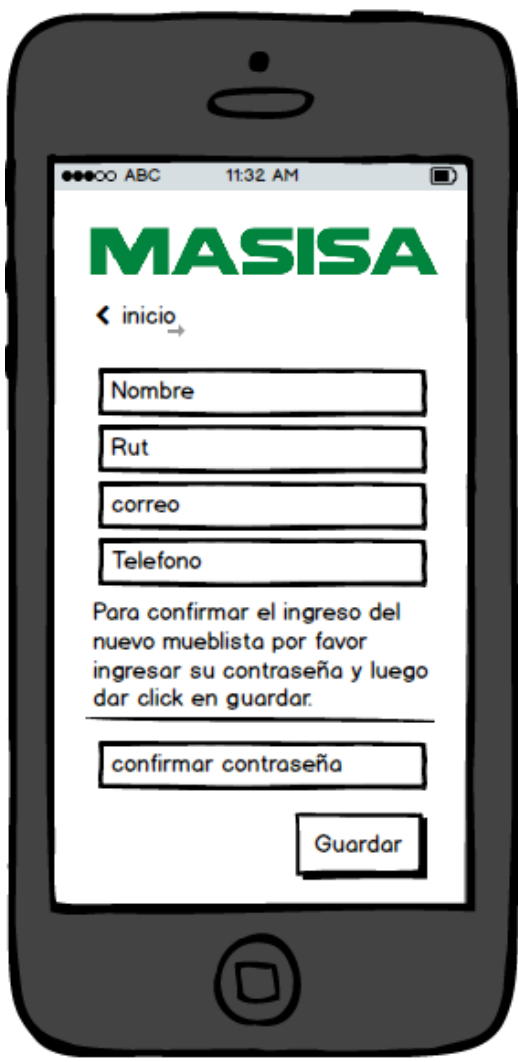 ABC 11:32 AM
MASISA
inicio
Nombre
Rut
correo
Telefono
Para confirmar el ingreso del
nuevo mueblista por favor
ingresar su contraseña y luego
dar click en guardar.
confirmar contraseña
Guardar